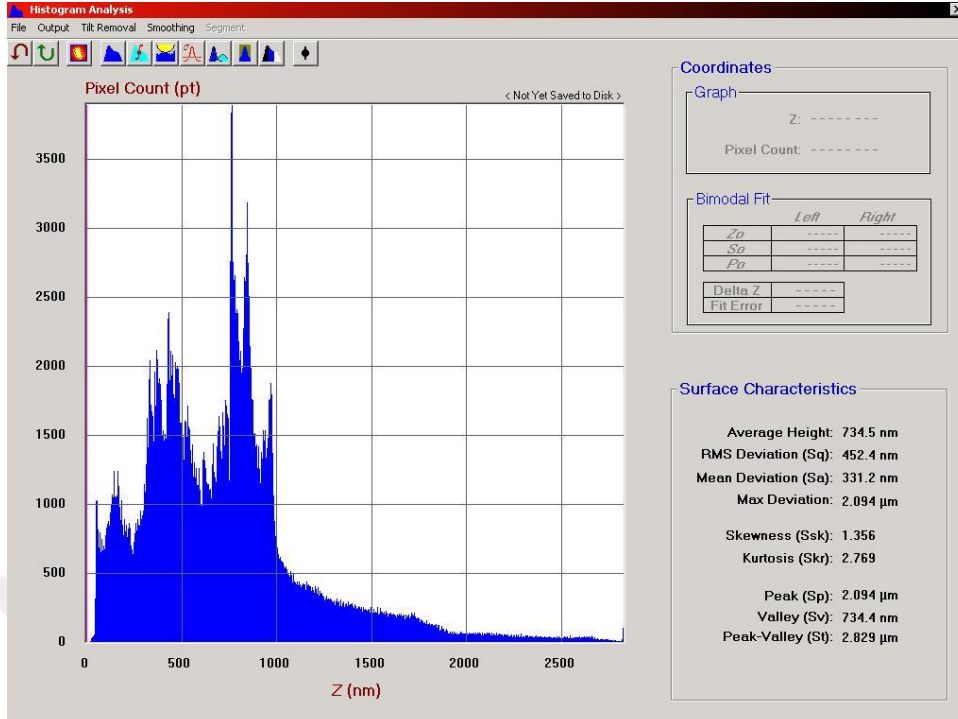 Histogram Analysis
File Output Tilt Removal Smoothing Segment
Pixel Count (pt)
< Not Yet Saved to Disk >
3500
3000
2500
2000
1500
1000
500
0
0 500 1000 1500 2000 2500
Z (nm)
Coordinates
Graph
Z: --------
Pixel Count: --------
Bimodal Fit
Left Right
Zo ----- -----
So ----- -----
Po ----- -----
Delta Z -----
Fit Error -----
Surface Characteristics
Average Height: 734.5 nm
RMS Deviation (Sq): 452.4 nm
Mean Deviation (Sa): 331.2 nm
Max Deviation: 2.094 µm
Skewness (Ssk): 1.356
Kurtosis (Skr): 2.769
Peak (Sp): 2.094 µm
Valley (Sv): 734.4 nm
Peak-Valley (St): 2.829 µm